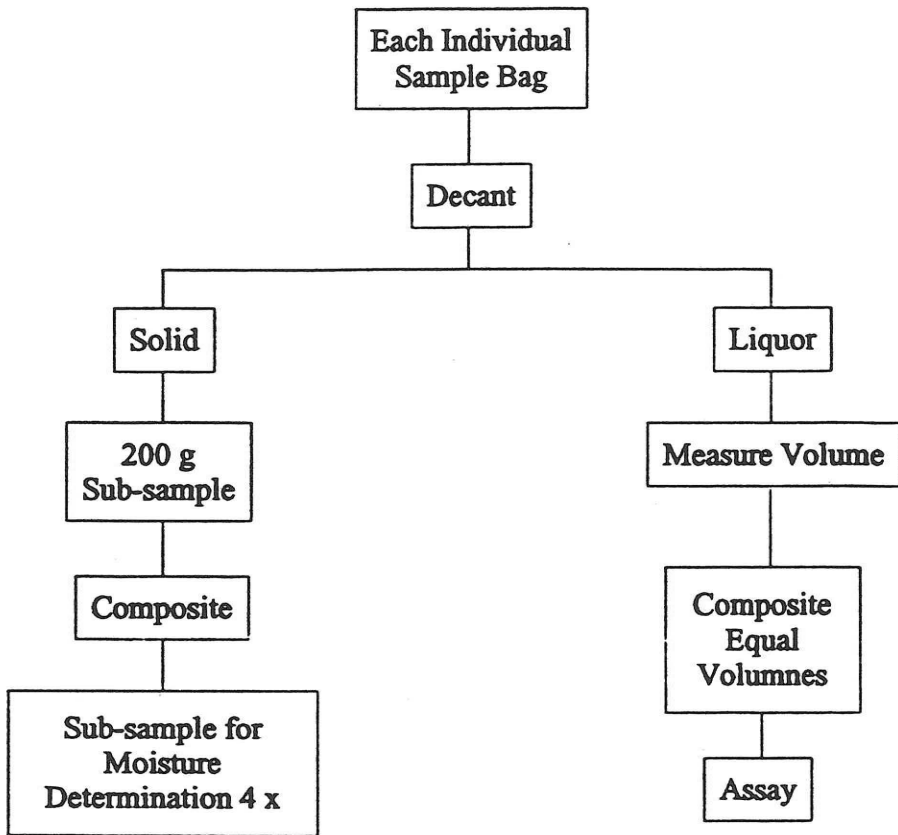 Each Individual
Sample Bag
Decant
Solid
Liquor
200 g
Sub-sample
Measure Volume
Composite
Composite
Equal
Volumnes
Sub-sample for
Moisture
Determination 4 x
Assay